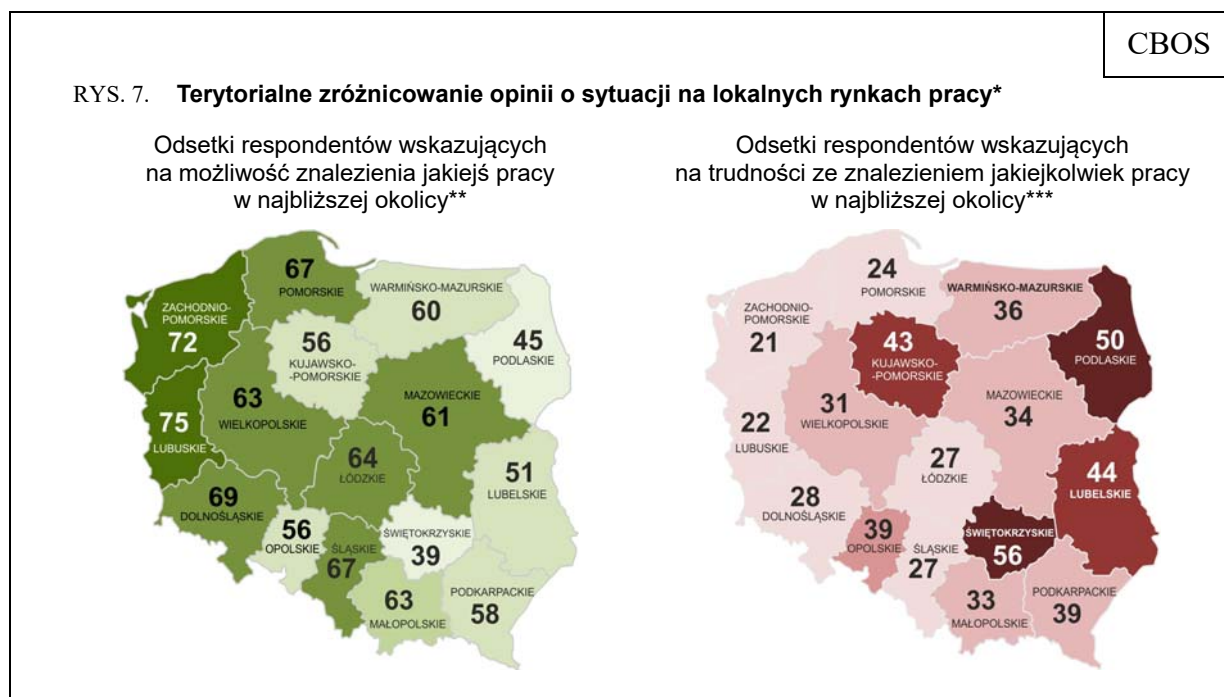 CBOS
RYS. 7. Terytorialne zróżnicowanie opinii o sytuacji na lokalnych rynkach pracy*
Odsetki respondentów wskazujących
na możliwość znalezienia jakiejś pracy
w najbliższej okolicy**
67
POMORSKIE
WARMIŃSKO-MAZURSKIE
60
ZACHODNIO-
POMORSKIE
72
56
KUJAWSKO-
-POMORSKIE
45
PODLASKIE
63
WIELKOPOLSKIE
MAZOWIECKIE
61
75
LUBUSKIE
64
ŁÓDZKIE
51
LUBELSKIE
69
DOLNOŚLĄSKIE
56
OPOLSKIE
ŚLĄSKIE
67
ŚWIĘTOKRZYSKIE
39
63
MAŁOPOLSKIE
PODKARPACKIE
58
Odsetki respondentów wskazujących
na trudności ze znalezieniem jakiejkolwiek pracy
w najbliższej okolicy***
24
POMORSKIE
WARMIŃSKO-MAZURSKIE
36
ZACHODNIO-
POMORSKIE
21
43
KUJAWSKO-
-POMORSKIE
50
PODLASKIE
31
WIELKOPOLSKIE
MAZOWIECKIE
34
22
LUBUSKIE
27
ŁÓDZKIE
44
LUBELSKIE
28
DOLNOŚLĄSKIE
39
OPOLSKIE
ŚLĄSKIE
27
ŚWIĘTOKRZYSKIE
56
33
MAŁOPOLSKIE
PODKARPACKIE
39